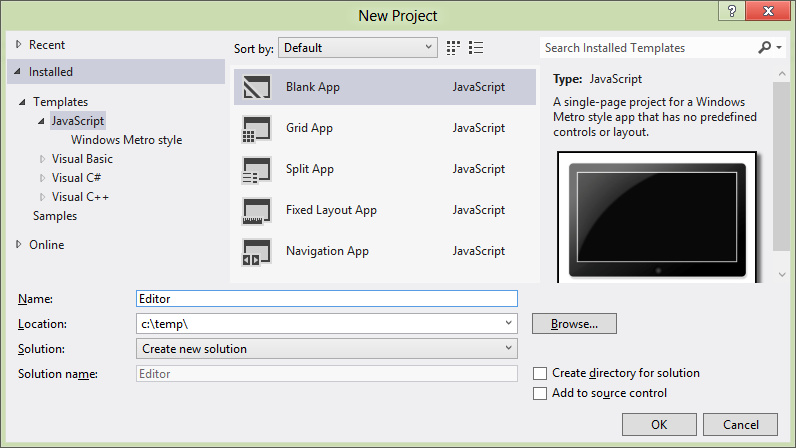 New Project
?
Recent
Installed
Templates
JavaScript
Windows Metro style
Visual Basic
Visual C#
Visual C++
Samples
Online
Sort by: Default
Blank App JavaScript
Grid App JavaScript
Split App JavaScript
Fixed Layout App JavaScript
Navigation App JavaScript
Search Installed Templates
Type: JavaScript
A single-page project for a Windows
Metro style app that has no predefined
controls or layout.
Name: Editor
Location: c:\temp\ Browse...
Solution: Create new solution
Solution name: Editor
Create directory for solution
Add to source control
OK Cancel